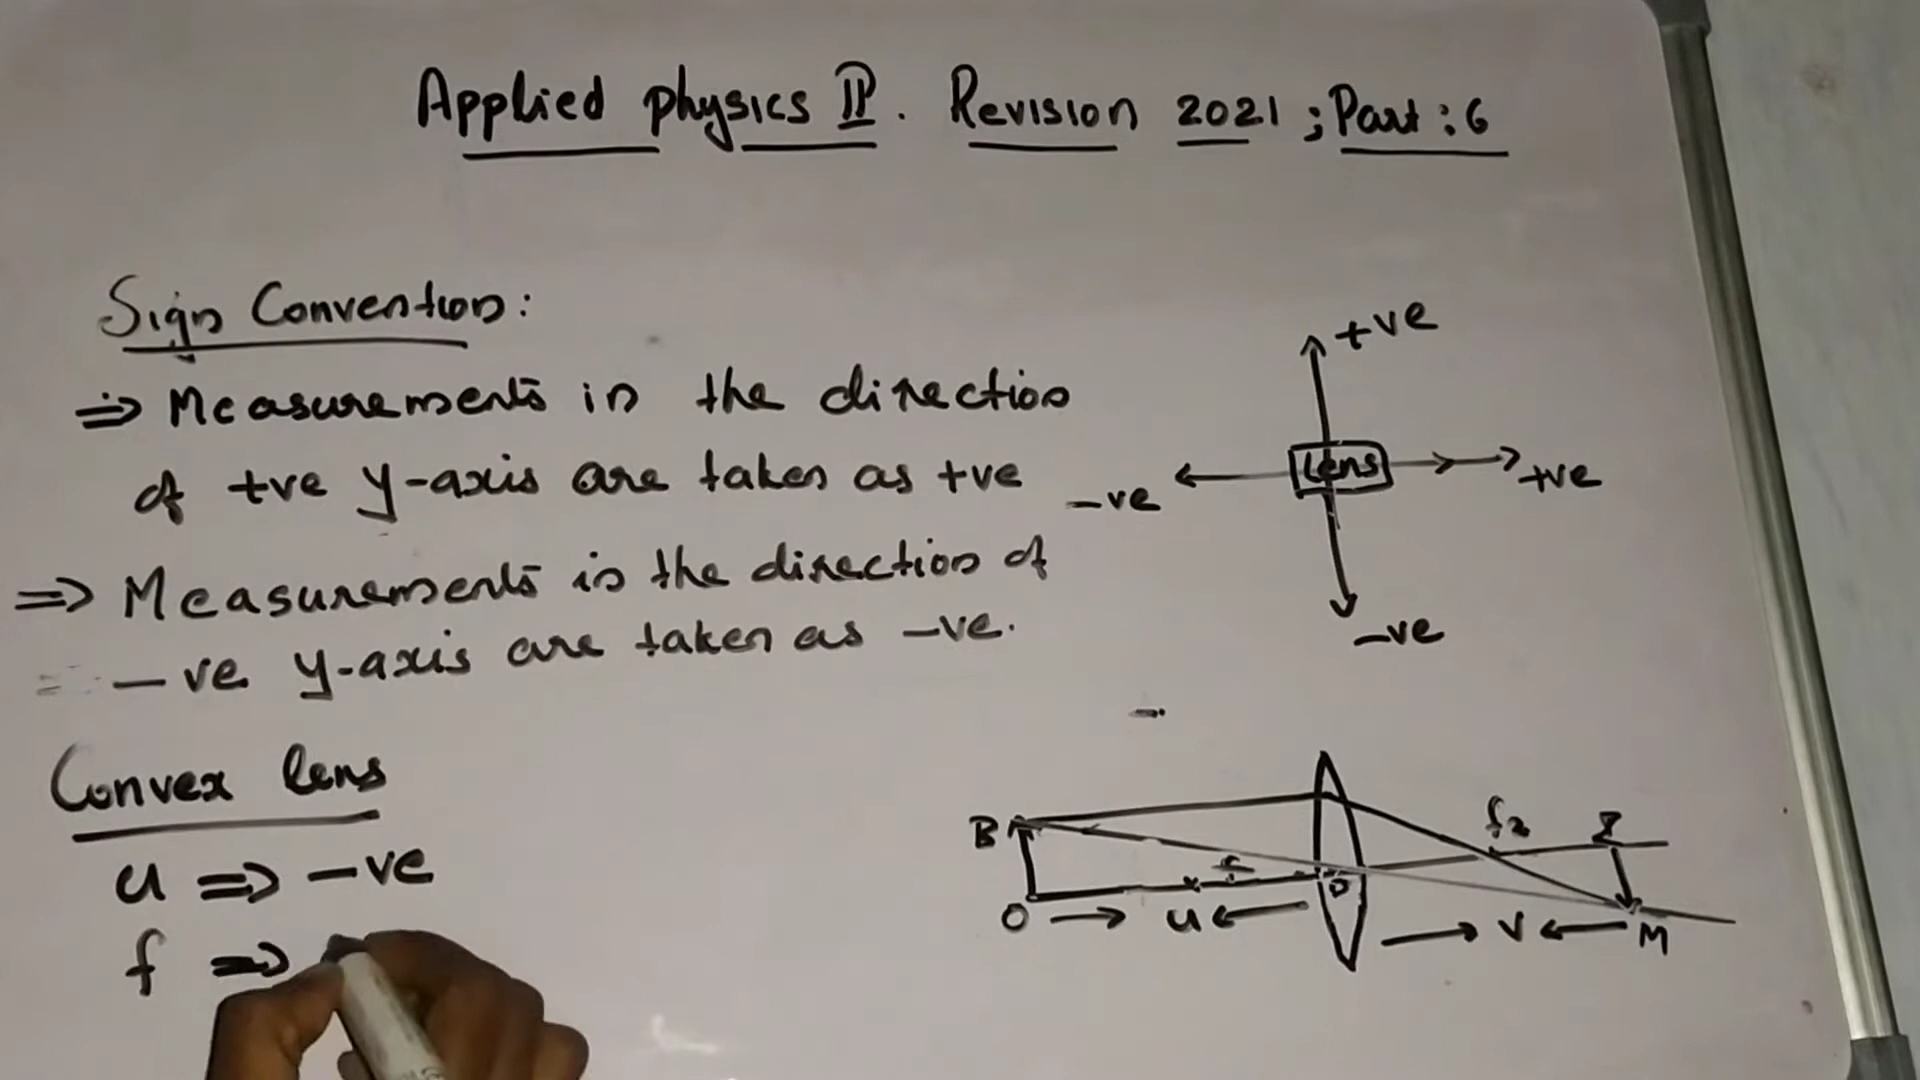 Applied physics II. Revision 2021; Part: 6
Sign Convention:
⇒ Measurements in the direction
of +ve y-axis are taken as +ve
⇒ Measurements in the direction of
-ve y-axis are taken as -ve.
+ve
-ve
Lens
+ve
-ve
Convex lens
u ⇒ -ve
f ⇒
B
f2
I
f
O
O → u ←
→ v ← M